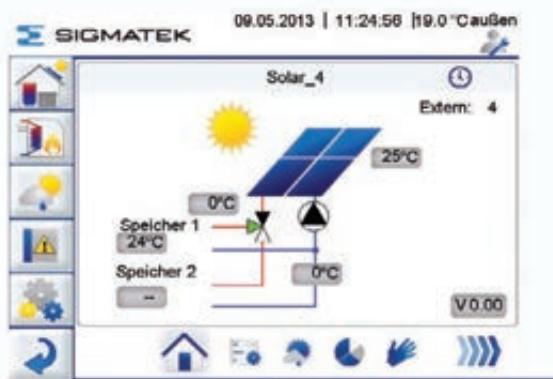 SIGMATEK
09.05.2013 | 11:24:56 |19.0 °C außen
Solar_4
Extern: 4
25°C
0°C
Speicher 1
24°C
Speicher 2
0°C
--
V 0.00